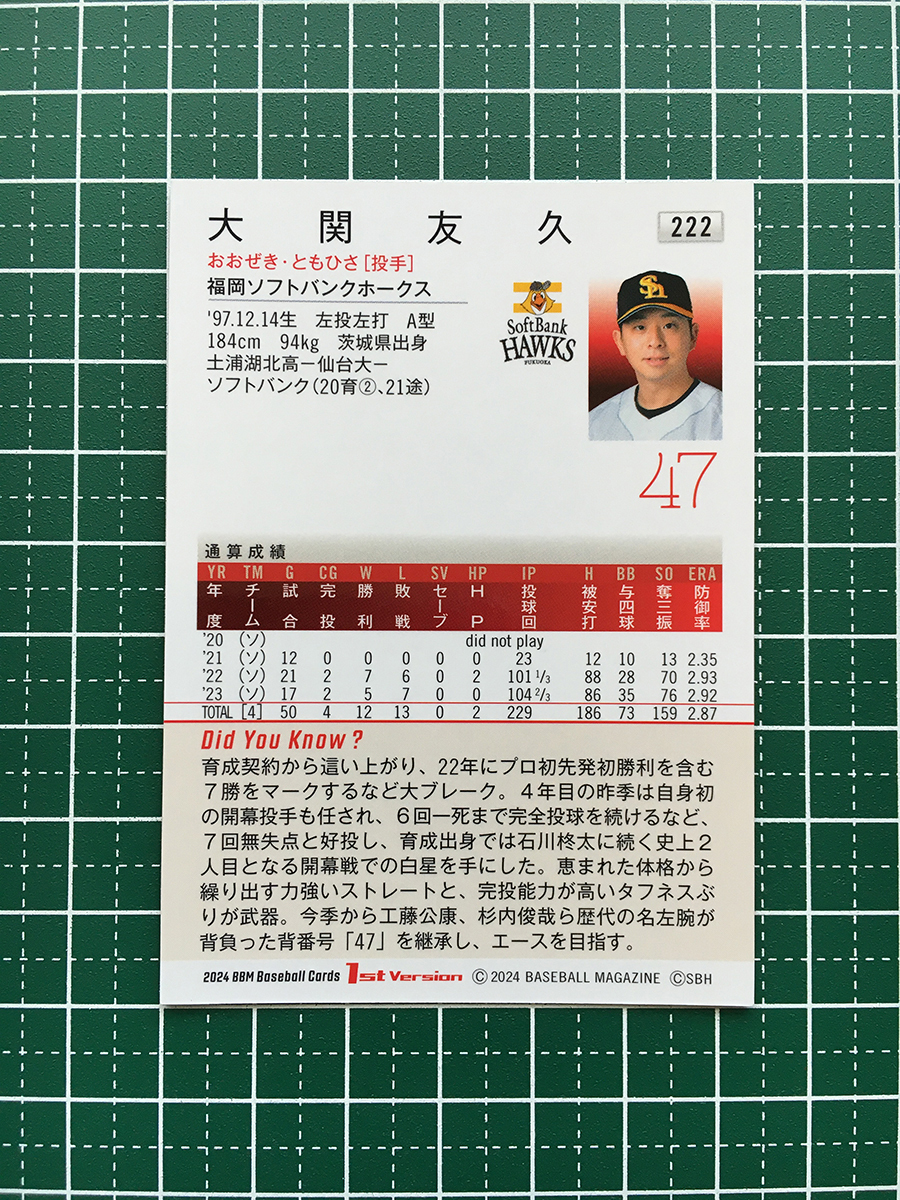 大関友久
222
おおぜき・ともひさ[投手]
福岡ソフトバンクホークス
'97.12.14生 左投左打 A型
184cm 94kg 茨城県出身
土浦湖北高－仙台大－
ソフトバンク(20育②、21途)
SoftBank
HAWKS
FUKUOKA
Sh
47
通算成績
YR TM G CG W L SV HP IP H BB SO ERA
年度 チーム 試合 完投 勝利 敗戦 セーブ HP 投球回 被安打 与四球 奪三振 防御率
'20 (ソ) did not play
'21 (ソ) 12 0 0 0 0 0 23 12 10 13 2.35
'22 (ソ) 21 2 7 6 0 2 101 1/3 88 28 70 2.93
'23 (ソ) 17 2 5 7 0 0 104 2/3 86 35 76 2.92
TOTAL [4] 50 4 12 13 0 2 229 186 73 159 2.87
Did You Know?
育成契約から這い上がり、22年にプロ初先発初勝利を含む
7勝をマークするなど大ブレーク。4年目の昨季は自身初
の開幕投手も任され、6回一死まで完全投球を続けるなど、
7回無失点と好投し、育成出身では石川柊太に続く史上2
人目となる開幕戦での白星を手にした。恵まれた体格から
繰り出す力強いストレートと、完投能力が高いタフネスぶ
りが武器。今季から工藤公康、杉内俊哉ら歴代の名左腕が
背負った背番号「47」を継承し、エースを目指す。
2024 BBM Baseball Cards 1st Version ©2024 BASEBALL MAGAZINE ©SBH